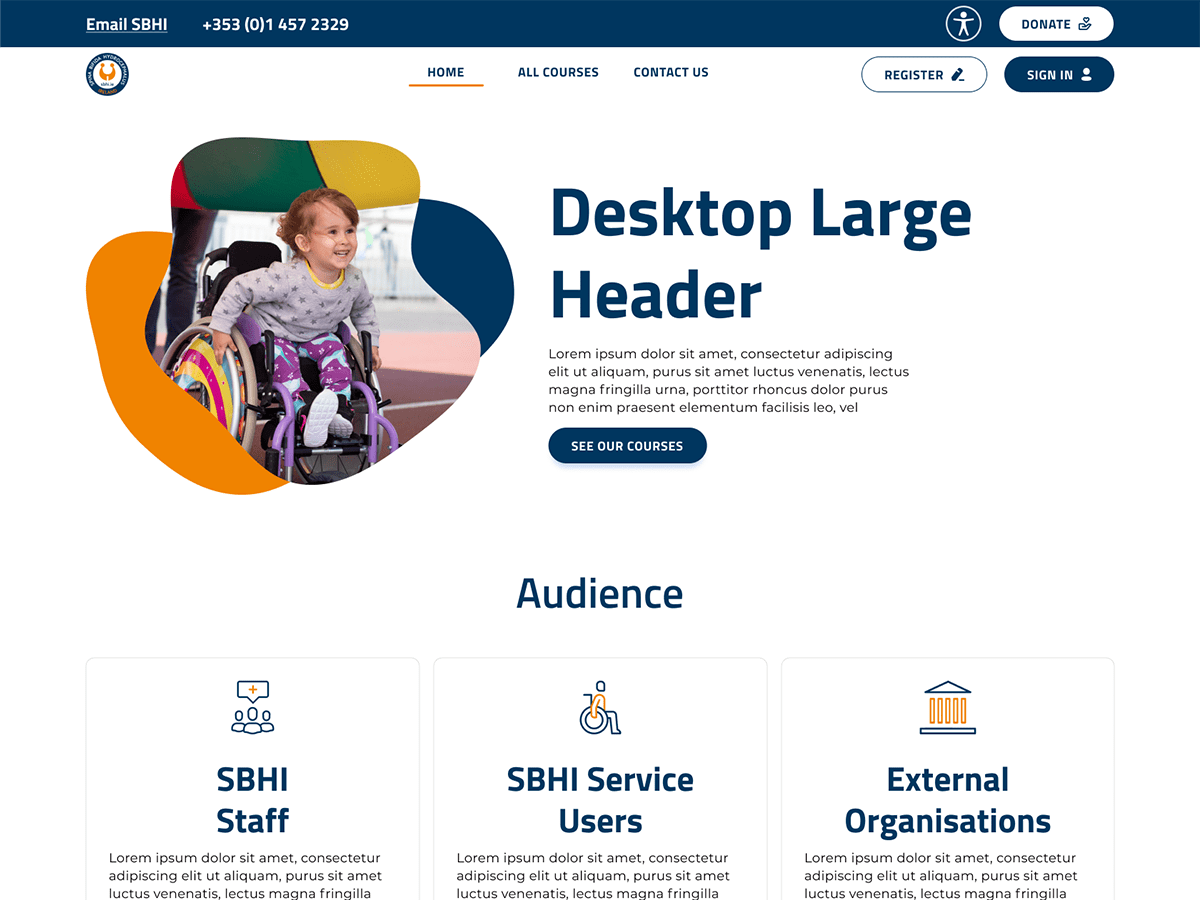 Email SBHI +353 (0)1 457 2329
DONATE
SPINA BIFIDA HYDROCEPHALUS
sbhi.ie
IRELAND
HOME ALL COURSES CONTACT US
REGISTER SIGN IN
Desktop Large
Header
Lorem ipsum dolor sit amet, consectetur adipiscing
elit ut aliquam, purus sit amet luctus venenatis, lectus
magna fringilla urna, porttitor rhoncus dolor purus
non enim praesent elementum facilisis leo, vel
SEE OUR COURSES
Audience
SBHI
Staff
Lorem ipsum dolor sit amet, consectetur
adipiscing elit ut aliquam, purus sit amet
luctus venenatis, lectus magna fringilla
SBHI Service
Users
Lorem ipsum dolor sit amet, consectetur
adipiscing elit ut aliquam, purus sit amet
luctus venenatis, lectus magna fringilla
External
Organisations
Lorem ipsum dolor sit amet, consectetur
adipiscing elit ut aliquam, purus sit amet
luctus venenatis, lectus magna fringilla